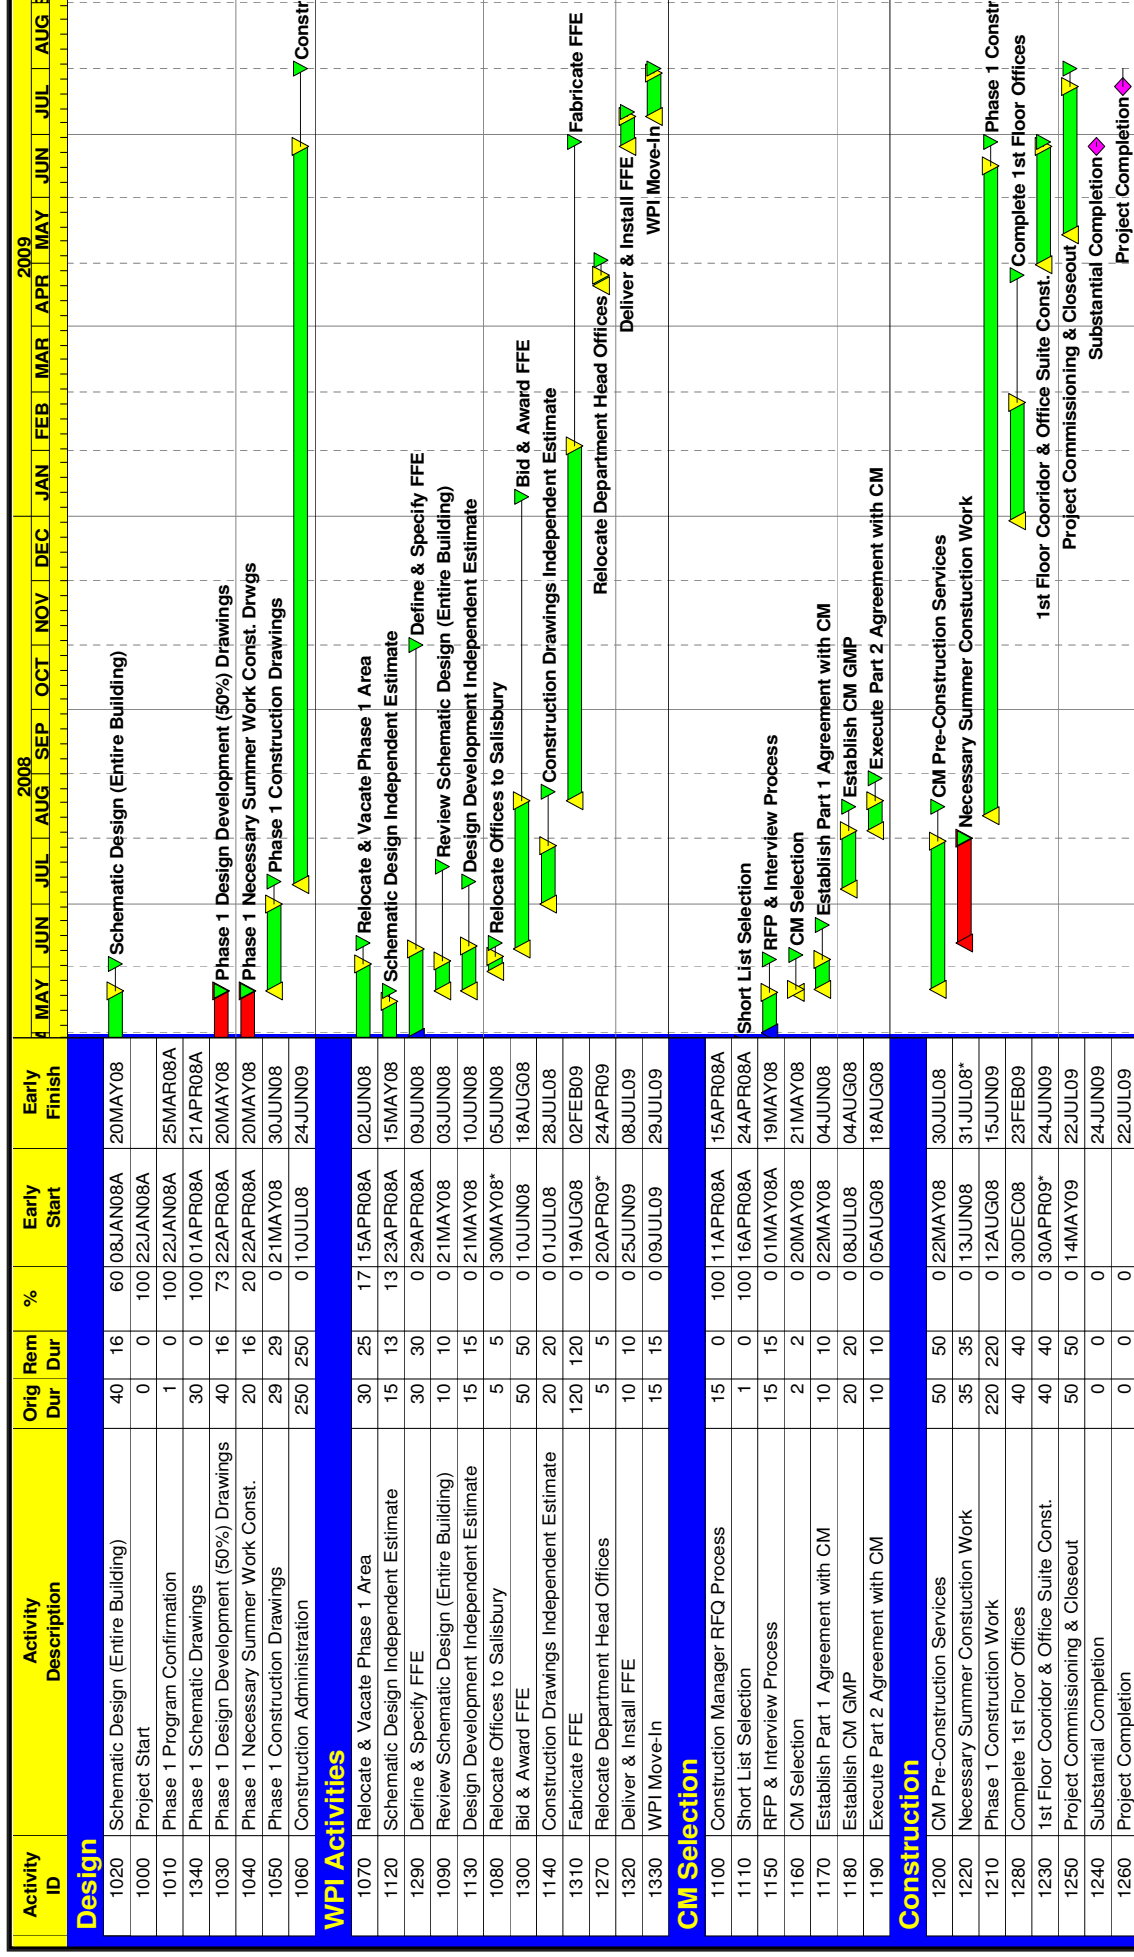 Activity ID Activity Description Orig Dur Rem Dur % Early Start Early Finish
2008 2009
MAY JUN JUL AUG SEP OCT NOV DEC JAN FEB MAR APR MAY JUN JUL AUG
Design
1020 Schematic Design (Entire Building) 40 16 60 08JAN08A 20MAY08 Schematic Design (Entire Building)
1000 Project Start 0 0 100 22JAN08A
1010 Phase 1 Program Confirmation 1 0 100 22JAN08A 25MAR08A
1340 Phase 1 Schematic Drawings 30 0 100 01APR08A 21APR08A
1030 Phase 1 Design Development (50%) Drawings 40 16 73 22APR08A 20MAY08 Phase 1 Design Development (50%) Drawings
1040 Phase 1 Necessary Summer Work Const. 20 16 20 22APR08A 20MAY08 Phase 1 Necessary Summer Work Const. Drwgs
1050 Phase 1 Construction Drawings 29 29 0 21MAY08 30JUN08 Phase 1 Construction Drawings
1060 Construction Administration 250 250 0 10JUL08 24JUN09 Constr
WPI Activities
1070 Relocate & Vacate Phase 1 Area 30 25 17 15APR08A 02JUN08 Relocate & Vacate Phase 1 Area
1120 Schematic Design Independent Estimate 15 13 13 23APR08A 15MAY08 Schematic Design Independent Estimate
1290 Define & Specify FFE 30 30 0 29APR08A 09JUN08 Define & Specify FFE
1090 Review Schematic Design (Entire Building) 10 10 0 21MAY08 03JUN08 Review Schematic Design (Entire Building)
1130 Design Development Independent Estimate 15 15 0 21MAY08 10JUN08 Design Development Independent Estimate
1080 Relocate Offices to Salisbury 5 5 0 30MAY08* 05JUN08 Relocate Offices to Salisbury
1300 Bid & Award FFE 50 50 0 10JUN08 18AUG08 Bid & Award FFE
1140 Construction Drawings Independent Estimate 20 20 0 01JUL08 28JUL08 Construction Drawings Independent Estimate
1310 Fabricate FFE 120 120 0 19AUG08 02FEB09 Fabricate FFE
1270 Relocate Department Head Offices 5 5 0 20APR09* 24APR09 Relocate Department Head Offices
1320 Deliver & Install FFE 10 10 0 25JUN09 08JUL09 Deliver & Install FFE
1330 WPI Move-In 15 15 0 09JUL09 29JUL09 WPI Move-In
CM Selection
1100 Construction Manager RFQ Process 15 0 100 11APR08A 15APR08A
1110 Short List Selection 1 0 100 16APR08A 24APR08A Short List Selection
1150 RFP & Interview Process 15 15 0 01MAY08A 19MAY08 RFP & Interview Process
1160 CM Selection 2 2 0 20MAY08 21MAY08 CM Selection
1170 Establish Part 1 Agreement with CM 10 10 0 22MAY08 04JUN08 Establish Part 1 Agreement with CM
1180 Establish CM GMP 20 20 0 08JUL08 04AUG08 Establish CM GMP
1190 Execute Part 2 Agreement with CM 10 10 0 05AUG08 18AUG08 Execute Part 2 Agreement with CM
Construction
1200 CM Pre-Construction Services 50 50 0 22MAY08 30JUL08 CM Pre-Construction Services
1220 Necessary Summer Constuction Work 35 35 0 13JUN08 31JUL08* Necessary Summer Constuction Work
1210 Phase 1 Construction Work 220 220 0 12AUG08 15JUN09 Phase 1 Constr
1280 Complete 1st Floor Offices 40 40 0 30DEC08 23FEB09 Complete 1st Floor Offices
1230 1st Floor Cooridor & Office Suite Const. 40 40 0 30APR09* 24JUN09 1st Floor Cooridor & Office Suite Const.
1250 Project Commissioning & Closeout 50 50 0 14MAY09 22JUL09 Project Commissioning & Closeout
1240 Substantial Completion 0 0 0 24JUN09 Substantial Completion
1260 Project Completion 0 0 0 22JUL09 Project Completion